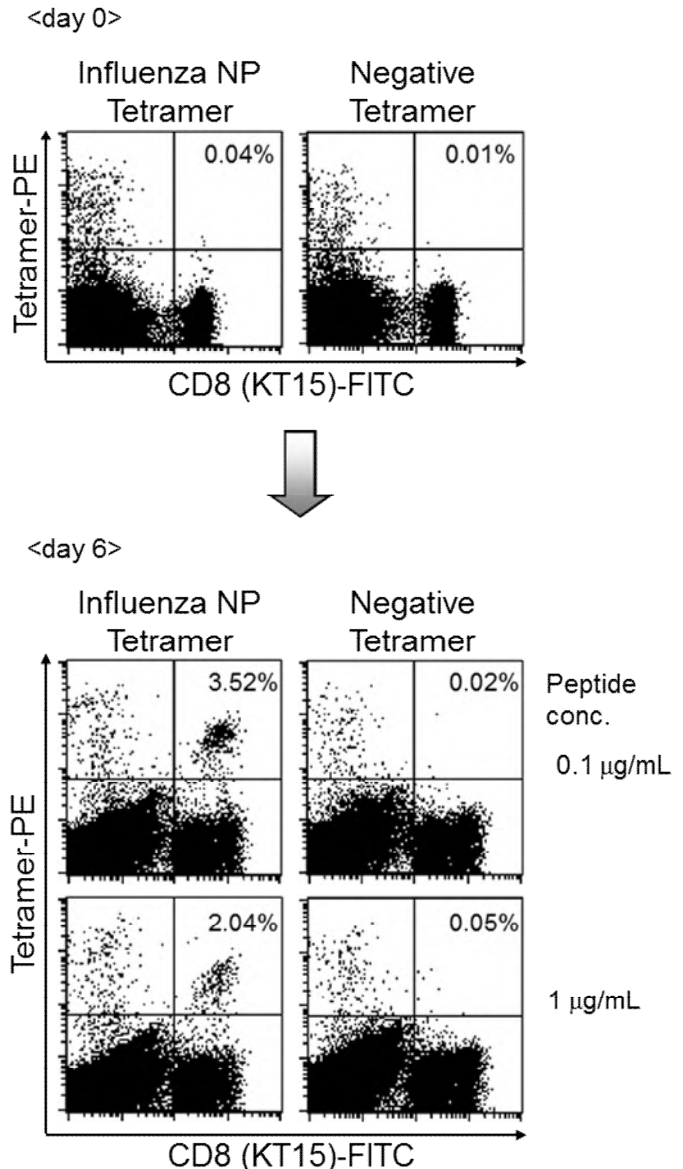 <day 0>
Influenza NP
Tetramer
Negative
Tetramer
0.04%
0.01%
Tetramer-PE
CD8 (KT15)-FITC
<day 6>
Influenza NP
Tetramer
Negative
Tetramer
3.52%
0.02%
Peptide
conc.
0.1 μg/mL
Tetramer-PE
2.04%
0.05%
1 μg/mL
CD8 (KT15)-FITC